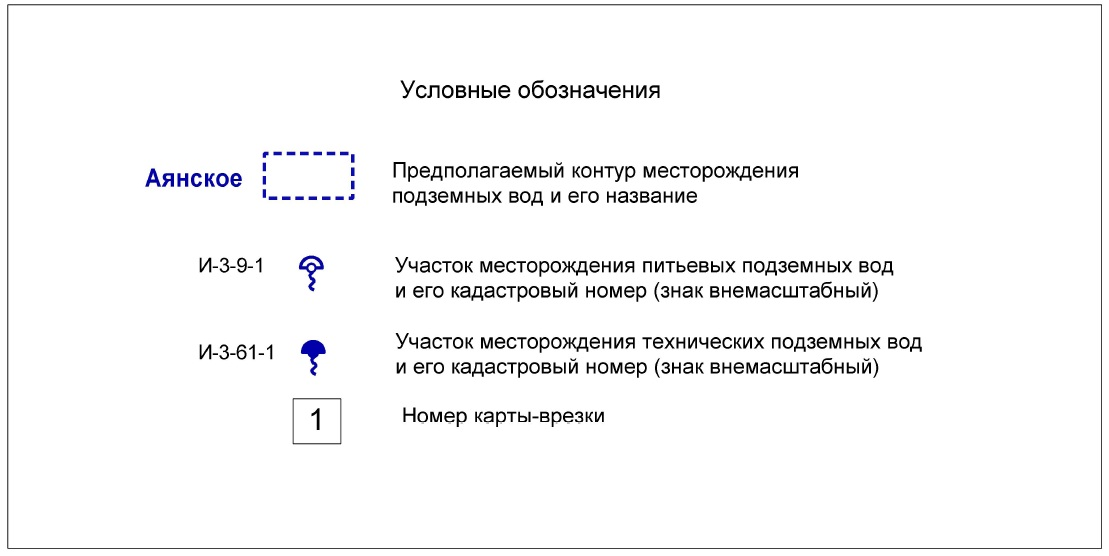 Условные обозначения
Аянское
Предполагаемый контур месторождения
подземных вод и его название
И-3-9-1
Участок месторождения питьевых подземных вод
и его кадастровый номер (знак внемасштабный)
И-3-61-1
Участок месторождения технических подземных вод
и его кадастровый номер (знак внемасштабный)
1
Номер карты-врезки